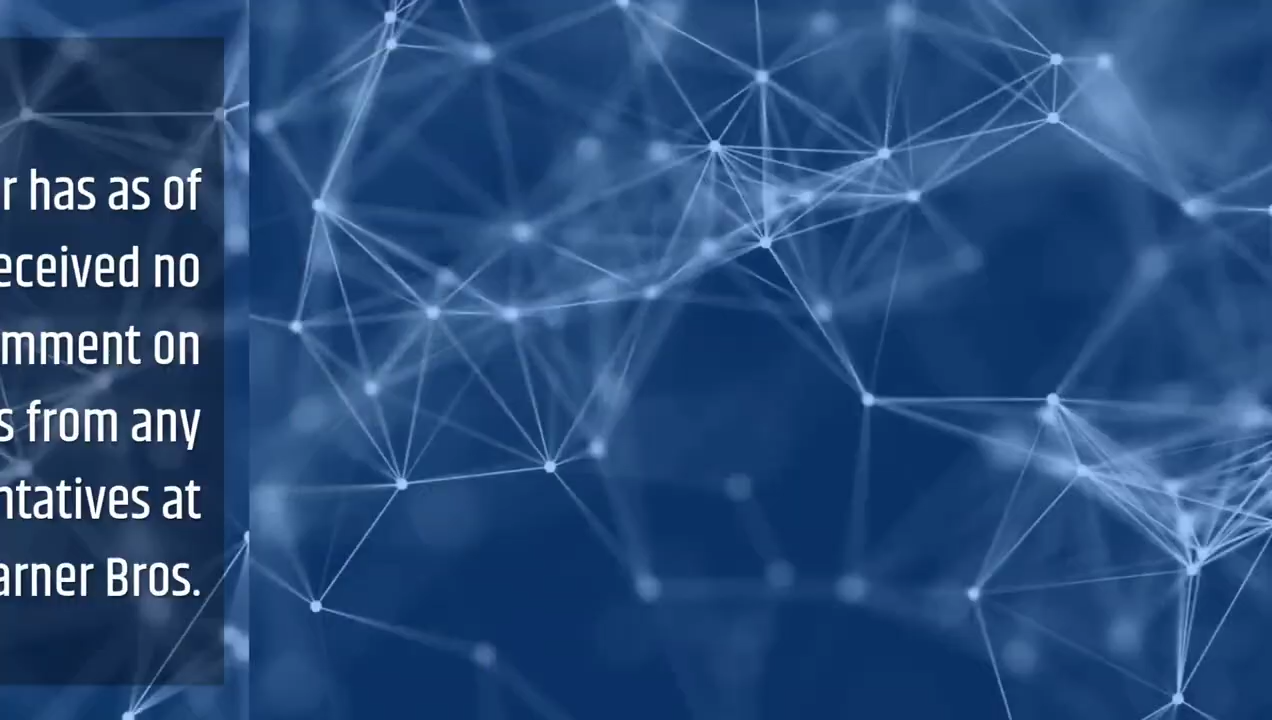 r has as of
eceived no
mment on
s from any
ntatives at
arner Bros.